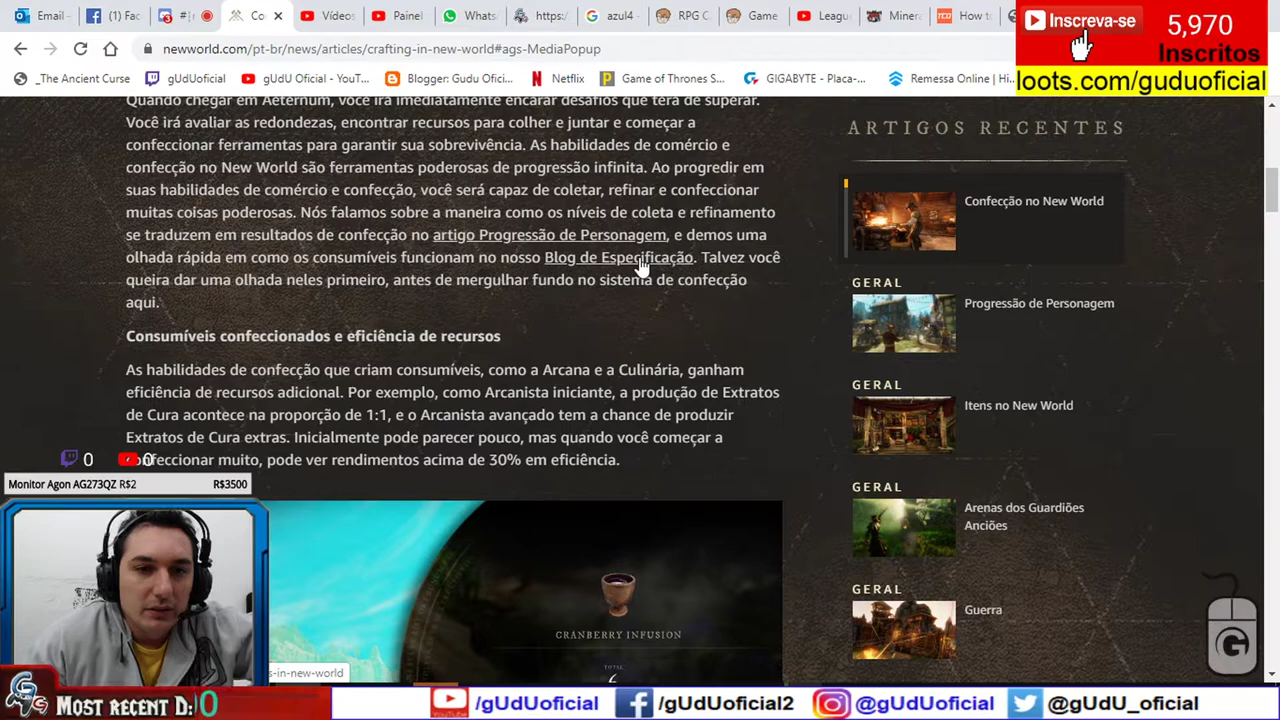 Email -
(1) Fac
#|g
Co
Vídeos
Painel
Whats
https:/
azul4 -
RPG C
Game
Leagu
Minera
How to
newworld.com/pt-br/news/articles/crafting-in-new-world#ags-MediaPopup
_The Ancient Curse
gUdUoficial
gUdU Oficial - YouT...
Blogger: Gudu Ofici...
Netflix
Game of Thrones S...
GIGABYTE - Placa-...
Remessa Online | Hi...
Inscreva-se
5,970
Inscritos
loots.com/guduoficial
Quando chegar em Aeternum, você irá imediatamente encarar desafios que terá de superar.
Você irá avaliar as redondezas, encontrar recursos para colher e juntar e começar a
confeccionar ferramentas para garantir sua sobrevivência. As habilidades de comércio e
confecção no New World são ferramentas poderosas de progressão infinita. Ao progredir em
suas habilidades de comércio e confecção, você será capaz de coletar, refinar e confeccionar
muitas coisas poderosas. Nós falamos sobre a maneira como os níveis de coleta e refinamento
se traduzem em resultados de confecção no artigo Progressão de Personagem, e demos uma
olhada rápida em como os consumíveis funcionam no nosso Blog de Especificação. Talvez você
queira dar uma olhada neles primeiro, antes de mergulhar fundo no sistema de confecção
aqui.
Consumíveis confeccionados e eficiência de recursos
As habilidades de confecção que criam consumíveis, como a Arcana e a Culinária, ganham
eficiência de recursos adicional. Por exemplo, como Arcanista iniciante, a produção de Extratos
de Cura acontece na proporção de 1:1, e o Arcanista avançado tem a chance de produzir
Extratos de Cura extras. Inicialmente pode parecer pouco, mas quando você começar a
confeccionar muito, pode ver rendimentos acima de 30% em eficiência.
0
0
Monitor Agon AG273QZ R$2 R$3500
CRANBERRY INFUSION
TOTAL
s-in-new-world
ARTIGOS RECENTES
Confecção no New World
GERAL
Progressão de Personagem
GERAL
Itens no New World
GERAL
Arenas dos Guardiões
Anciões
GERAL
Guerra
G
MOST RECENT D: 0
/gUdUoficial
/gUdUoficial2
@gUdUoficial
@gUdU_oficial